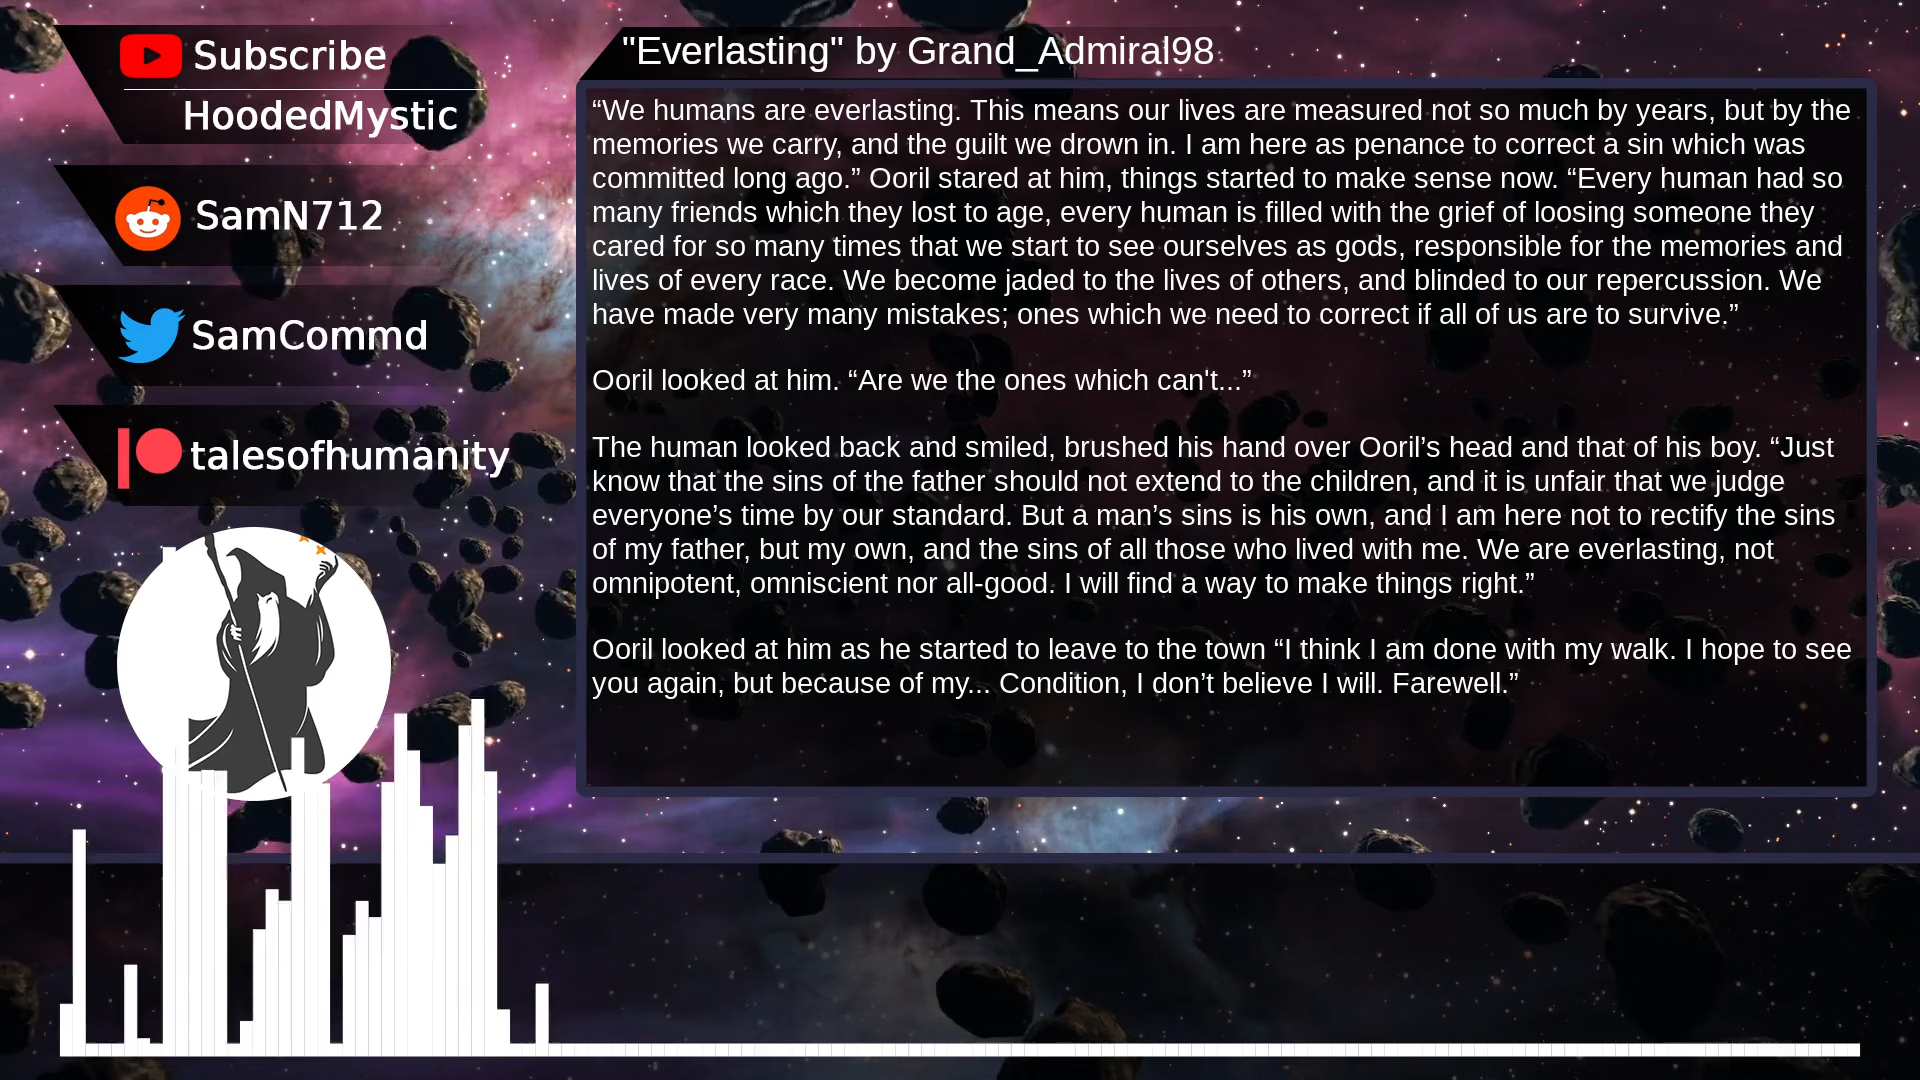 Subscribe
HoodedMystic
SamN712
SamCommd
talesofhumanity
"Everlasting" by Grand_Admiral98
“We humans are everlasting. This means our lives are measured not so much by years, but by the
memories we carry, and the guilt we drown in. I am here as penance to correct a sin which was
committed long ago.” Ooril stared at him, things started to make sense now. “Every human had so
many friends which they lost to age, every human is filled with the grief of loosing someone they
cared for so many times that we start to see ourselves as gods, responsible for the memories and
lives of every race. We become jaded to the lives of others, and blinded to our repercussion. We
have made very many mistakes; ones which we need to correct if all of us are to survive.”
Ooril looked at him. “Are we the ones which can't...”
The human looked back and smiled, brushed his hand over Ooril’s head and that of his boy. “Just
know that the sins of the father should not extend to the children, and it is unfair that we judge
everyone’s time by our standard. But a man’s sins is his own, and I am here not to rectify the sins
of my father, but my own, and the sins of all those who lived with me. We are everlasting, not
omnipotent, omniscient nor all-good. I will find a way to make things right.”
Ooril looked at him as he started to leave to the town “I think I am done with my walk. I hope to see
you again, but because of my... Condition, I don’t believe I will. Farewell.”